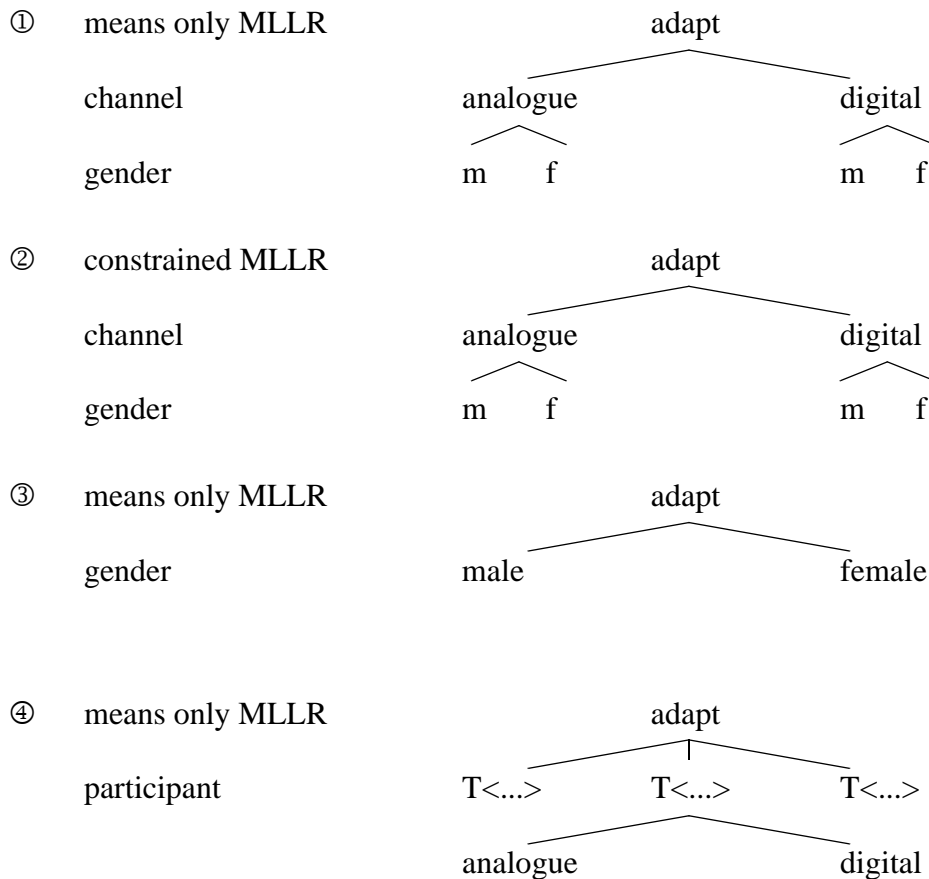 ① means only MLLR adapt
channel analogue digital
gender m f m f
② constrained MLLR adapt
channel analogue digital
gender m f m f
③ means only MLLR adapt
gender male female
④ means only MLLR adapt
participant T<...> T<...> T<...>
analogue digital